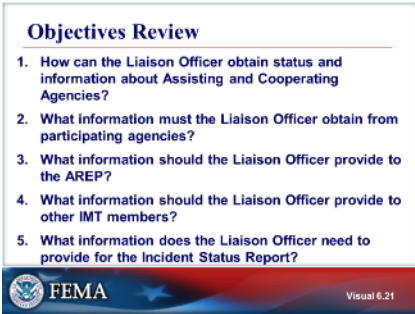 Objectives Review
1. How can the Liaison Officer obtain status and
information about Assisting and Cooperating
Agencies?
2. What information must the Liaison Officer obtain from
participating agencies?
3. What information should the Liaison Officer provide to
the AREP?
4. What information should the Liaison Officer provide to
other IMT members?
5. What information does the Liaison Officer need to
provide for the Incident Status Report?
FEMA
Visual 6.21